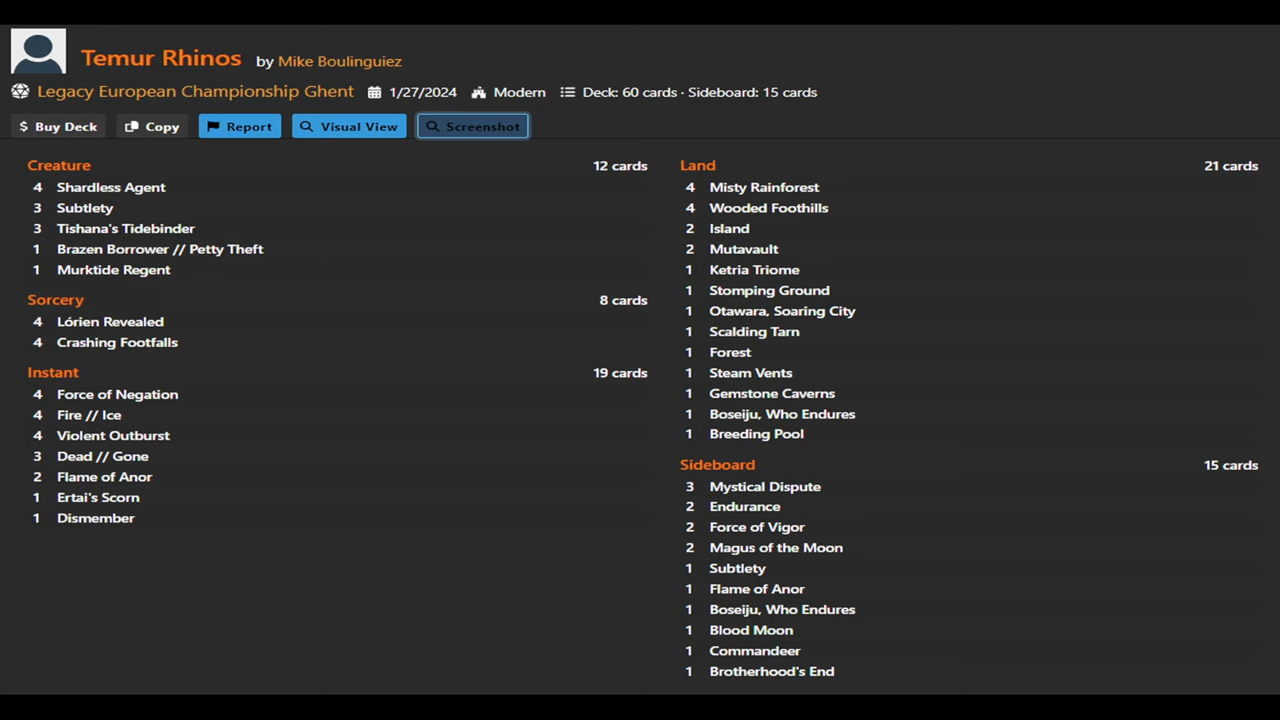 Temur Rhinos by Mike Boulinguiez
Legacy European Championship Ghent 1/27/2024 Modern Deck: 60 cards · Sideboard: 15 cards
$ Buy Deck Copy Report Visual View Screenshot
Creature 12 cards
4 Shardless Agent
3 Subtlety
3 Tishana's Tidebinder
1 Brazen Borrower // Petty Theft
1 Murktide Regent
Sorcery 8 cards
4 Lórien Revealed
4 Crashing Footfalls
Instant 19 cards
4 Force of Negation
4 Fire // Ice
4 Violent Outburst
3 Dead // Gone
2 Flame of Anor
1 Ertai's Scorn
1 Dismember
Land 21 cards
4 Misty Rainforest
4 Wooded Foothills
2 Island
2 Mutavault
1 Ketria Triome
1 Stomping Ground
1 Otawara, Soaring City
1 Scalding Tarn
1 Forest
1 Steam Vents
1 Gemstone Caverns
1 Boseiju, Who Endures
1 Breeding Pool
Sideboard 15 cards
3 Mystical Dispute
2 Endurance
2 Force of Vigor
2 Magus of the Moon
1 Subtlety
1 Flame of Anor
1 Boseiju, Who Endures
1 Blood Moon
1 Commandeer
1 Brotherhood's End